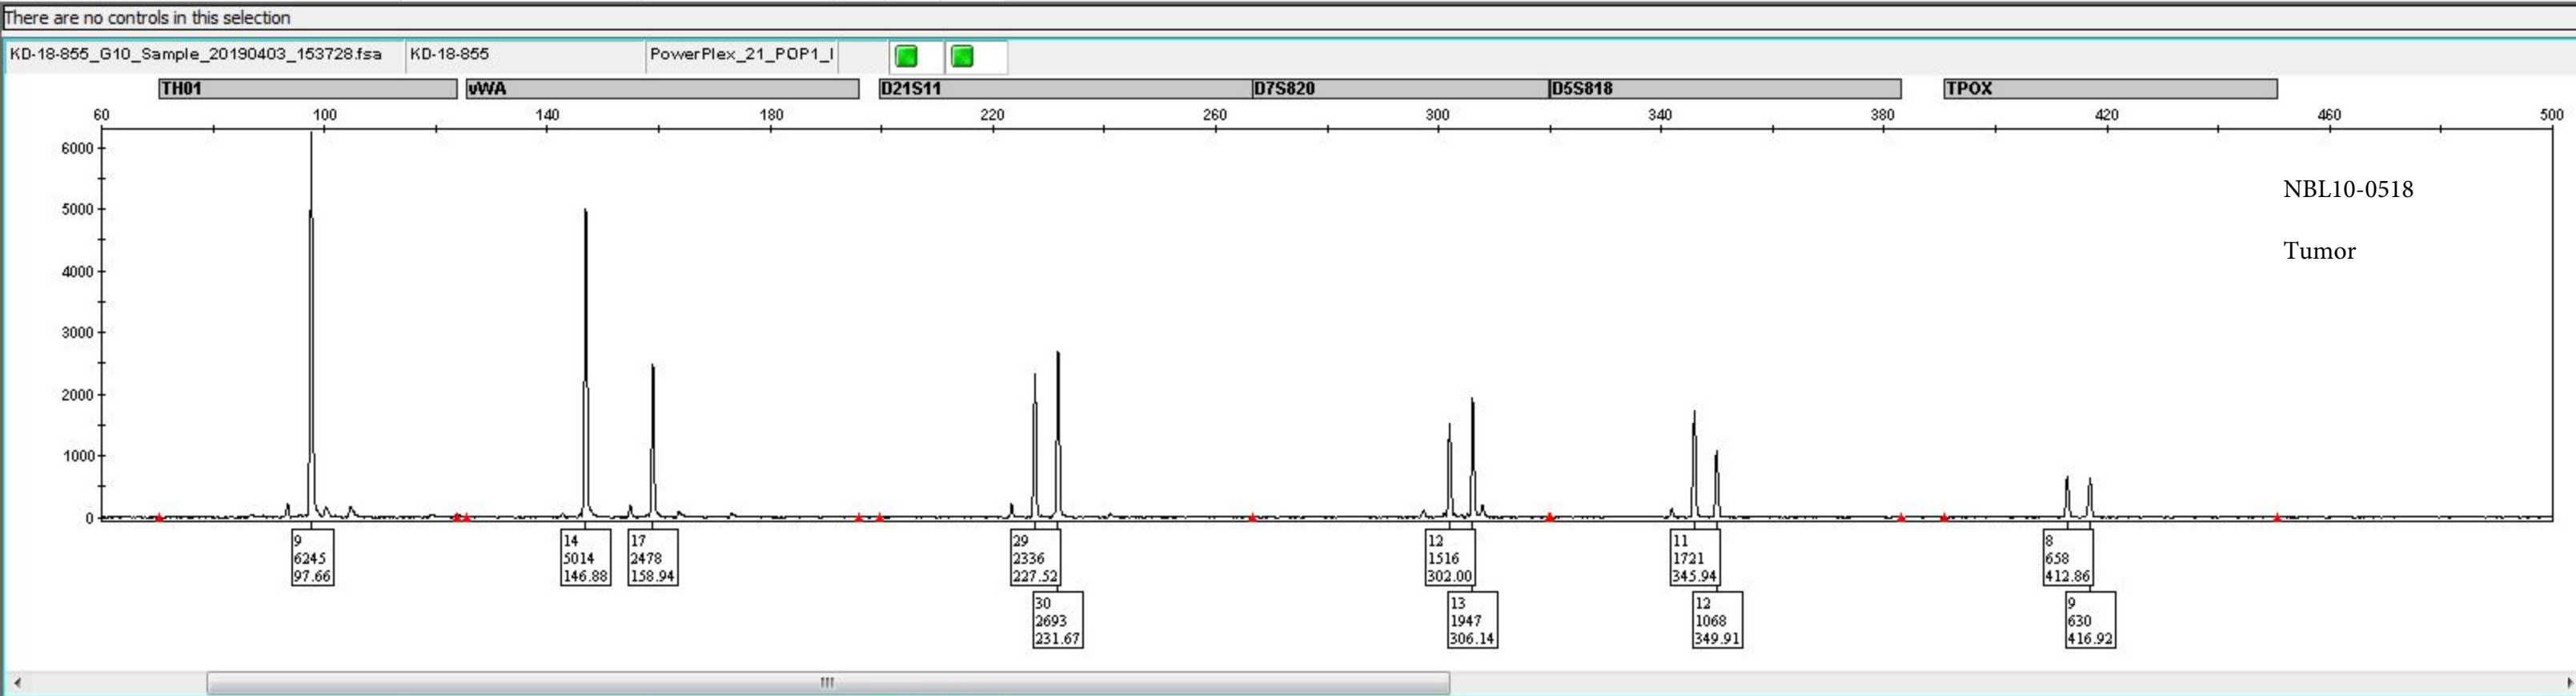 There are no controls in this selection
KD-18-855_G10_Sample_20190403_153728.fsa KD-18-855 PowerPlex_21_POP1_I
TH01 vWA D21S11 D7S820 D5S818 TPOX
60 100 140 180 220 260 300 340 380 420 460 500
6000
5000
4000
3000
2000
1000
0
NBL10-0518
Tumor
9 14 17 29 12 11 8
6245 5014 2478 2336 1516 1721 658
97.66 146.88 158.94 227.52 302.00 345.94 412.86
30 13 12 9
2693 1947 1068 630
231.67 306.14 349.91 416.92